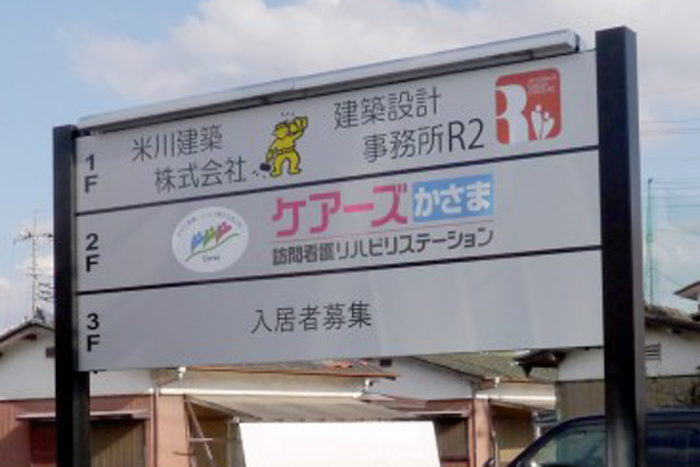 1F
米川建築
株式会社
建築設計
事務所R2
2F
ケアーズかさま
訪問看護リハビリステーション
3F
入居者募集